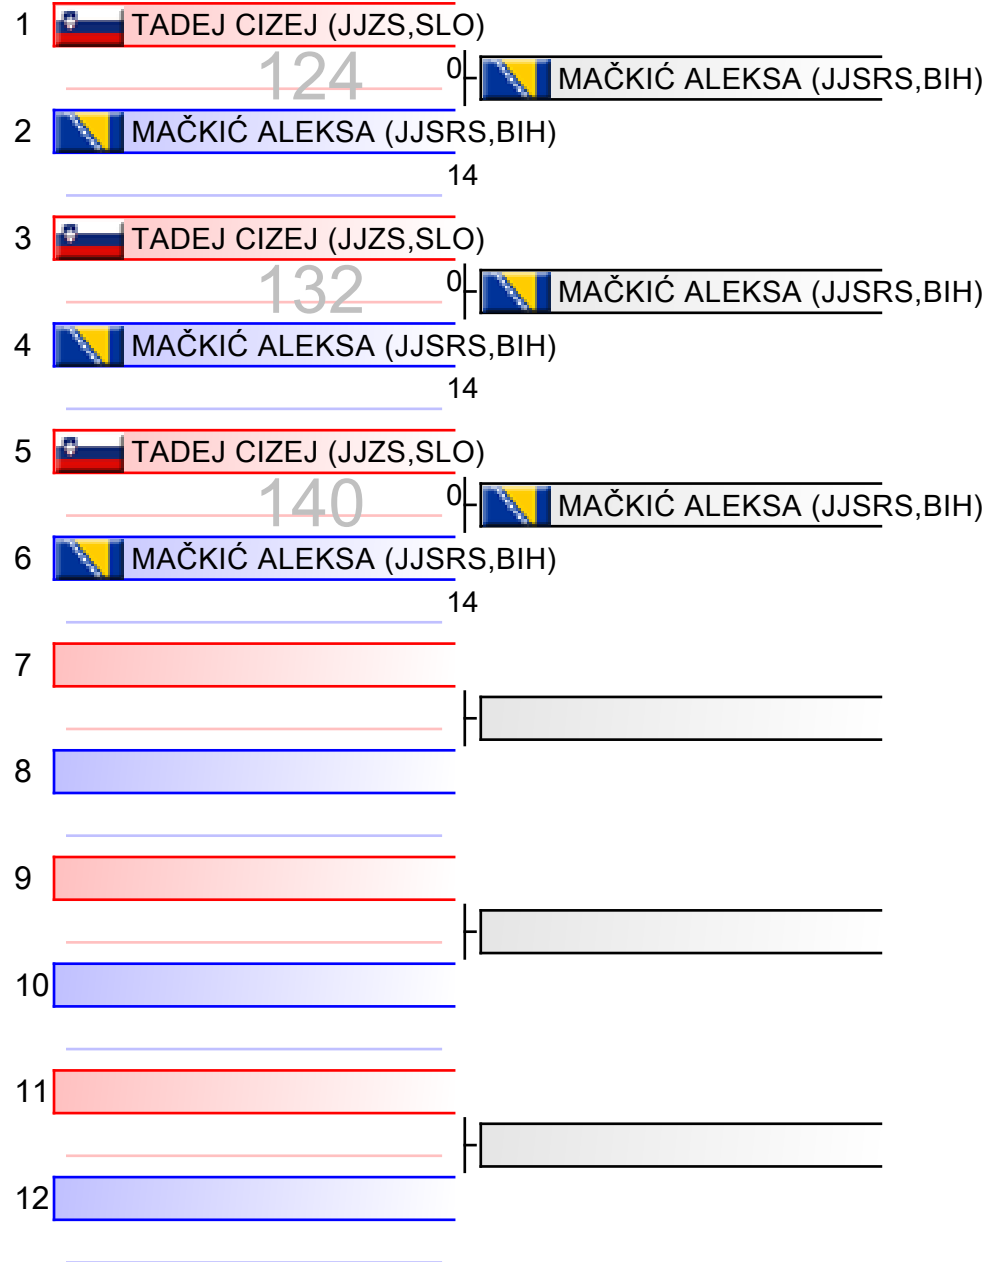 1 TADEJ CIZEJ (JJZS,SLO)
124 0 MAČKIĆ ALEKSA (JJSRS,BIH)
2 MAČKIĆ ALEKSA (JJSRS,BIH)
14
3 TADEJ CIZEJ (JJZS,SLO)
132 0 MAČKIĆ ALEKSA (JJSRS,BIH)
4 MAČKIĆ ALEKSA (JJSRS,BIH)
14
5 TADEJ CIZEJ (JJZS,SLO)
140 0 MAČKIĆ ALEKSA (JJSRS,BIH)
6 MAČKIĆ ALEKSA (JJSRS,BIH)
14
7
8
9
10
11
12